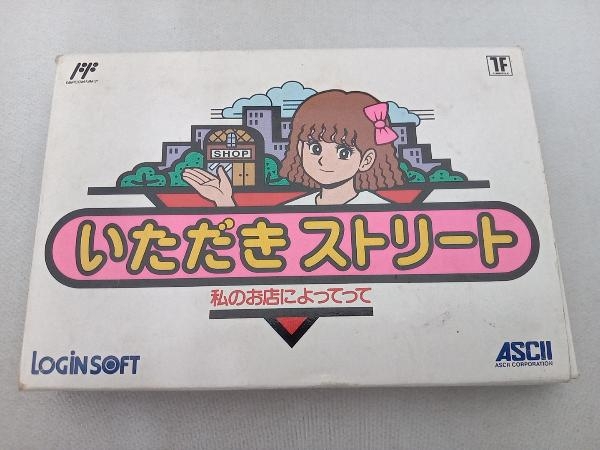 SHOP
いただきストリート
私のお店によってって
LOGiNSOFT
ASCII
ASCII CORPORATION